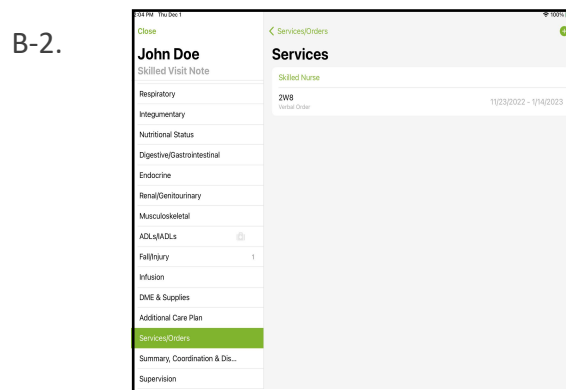 B-2.
2:04 PM Thu Dec 1
100%
Close
Services/Orders
John Doe
Skilled Visit Note
Services
Skilled Nurse
2W8
Verbal Order
11/23/2022 - 1/14/2023
Respiratory
Integumentary
Nutritional Status
Digestive/Gastrointestinal
Endocrine
Renal/Genitourinary
Musculoskeletal
ADLs/IADLs
Fall/Injury 1
Infusion
DME & Supplies
Additional Care Plan
Services/Orders
Summary, Coordination & Dis...
Supervision